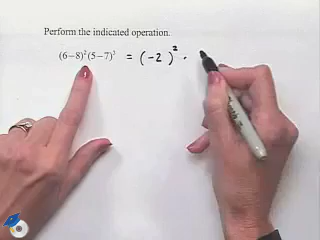 Perform the indicated operation.
(6−8)²(5−7)³ = (-2)² ·